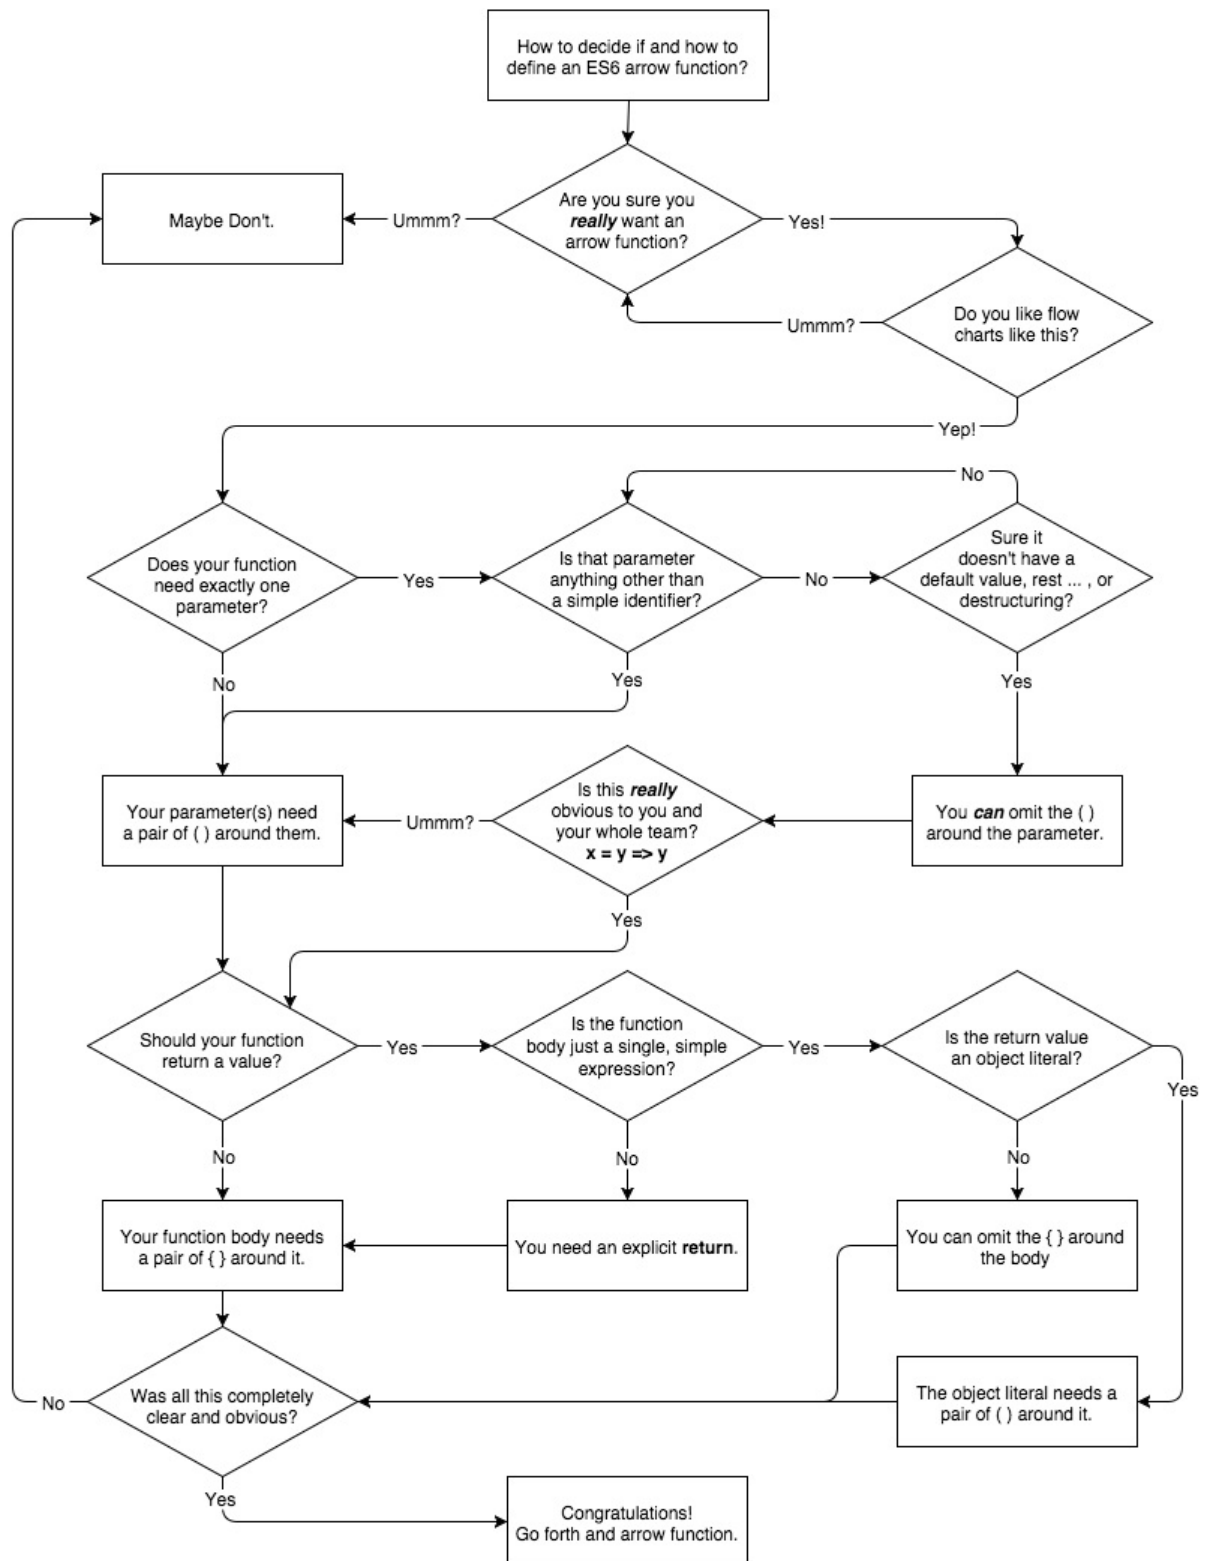 How to decide if and how to
define an ES6 arrow function?
Are you sure you
really want an
arrow function?
Maybe Don't.
Ummm?
Yes!
Do you like flow
charts like this?
Ummm?
Yep!
No
Does your function
need exactly one
parameter?
Yes
Is that parameter
anything other than
a simple identifier?
No
Sure it
doesn't have a
default value, rest ... , or
destructuring?
No
Yes
Yes
Your parameter(s) need
a pair of ( ) around them.
Ummm?
Is this really
obvious to you and
your whole team?
x = y => y
You can omit the ( )
around the parameter.
Yes
Should your function
return a value?
Yes
Is the function
body just a single, simple
expression?
Yes
Is the return value
an object literal?
Yes
No
No
No
Your function body needs
a pair of { } around it.
You need an explicit return.
You can omit the { } around
the body
No
Was all this completely
clear and obvious?
The object literal needs a
pair of ( ) around it.
Yes
Congratulations!
Go forth and arrow function.